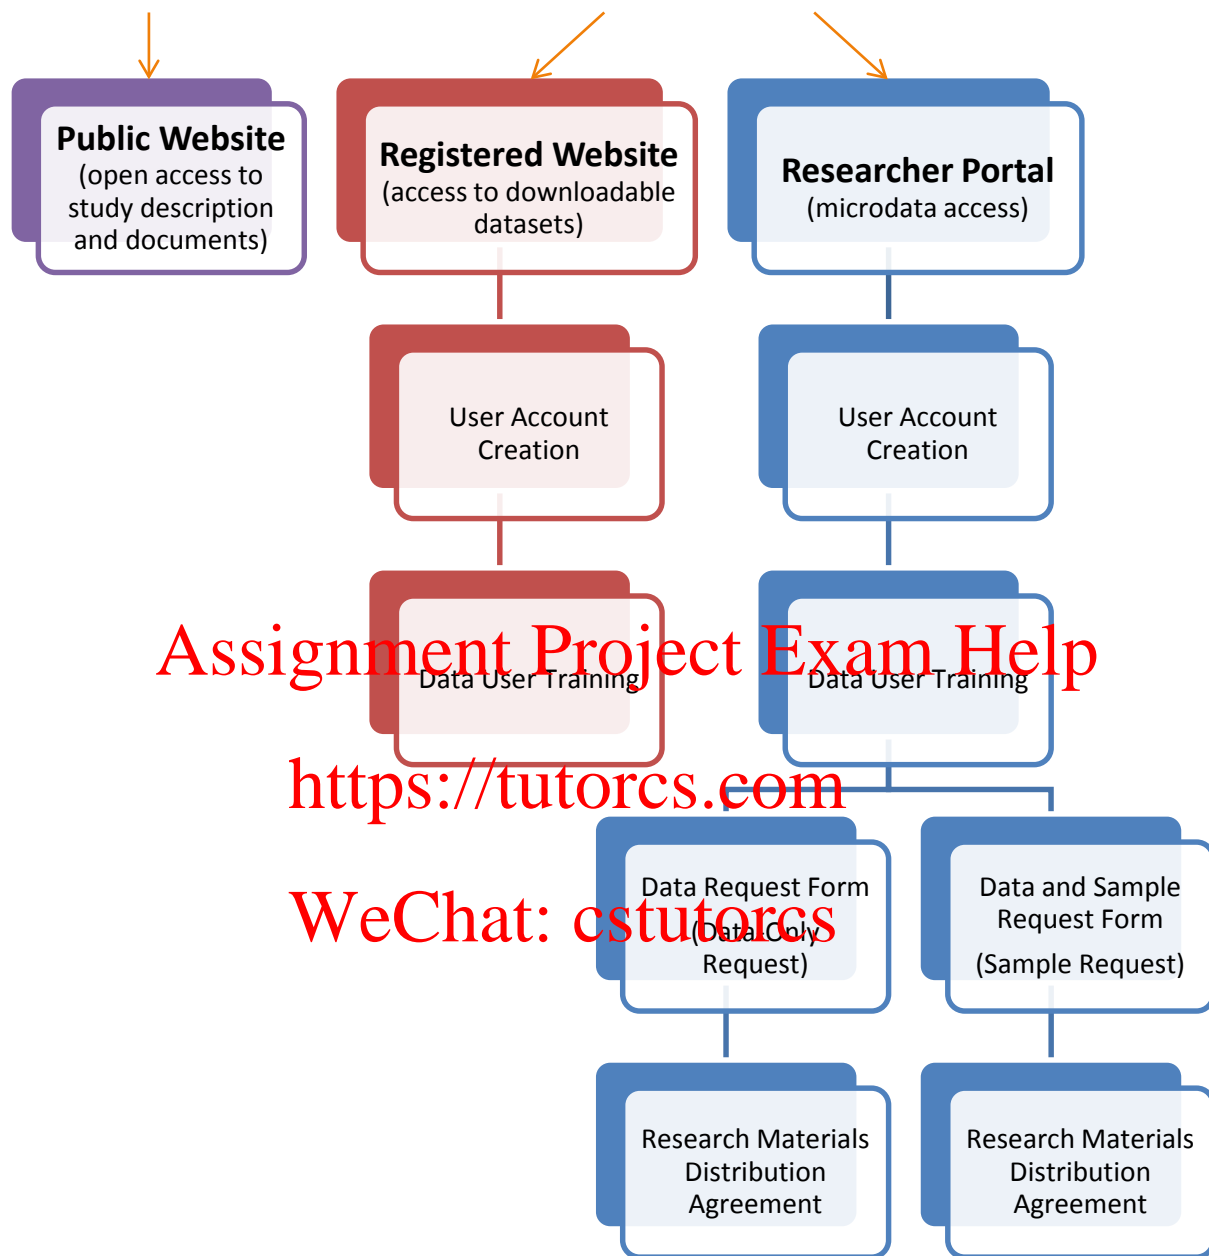 Public Website
(open access to
study description
and documents)
Registered Website
(access to downloadable
datasets)
Researcher Portal
(microdata access)
User Account
Creation
User Account
Creation
Assignment Project Exam Help
Data User Training
Data User Training
https://tutorcs.com
WeChat: cstutorcs
Data Request Form
(Data-Only
Request)
Data and Sample
Request Form
(Sample Request)
Research Materials
Distribution
Agreement
Research Materials
Distribution
Agreement